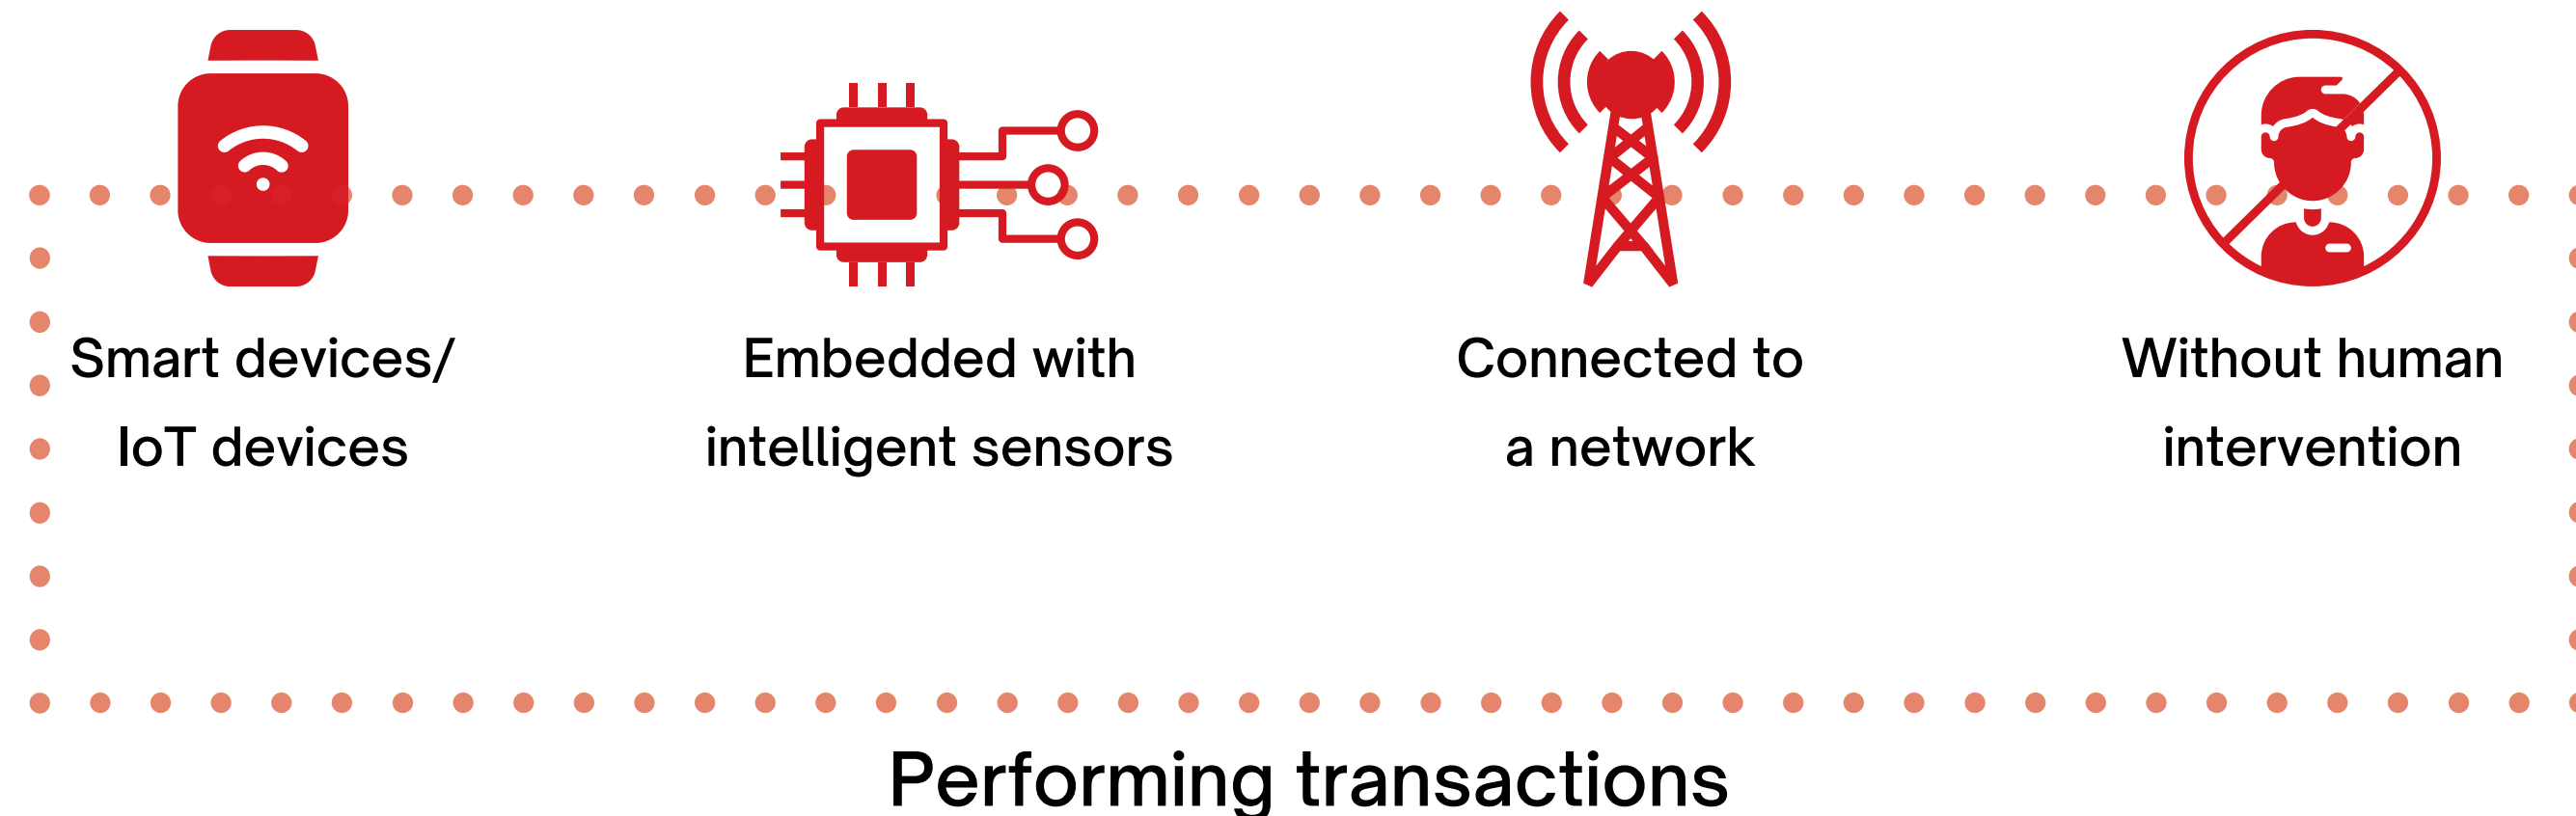 Smart devices/
IoT devices
Embedded with
intelligent sensors
Connected to
a network
Without human
intervention
Performing transactions